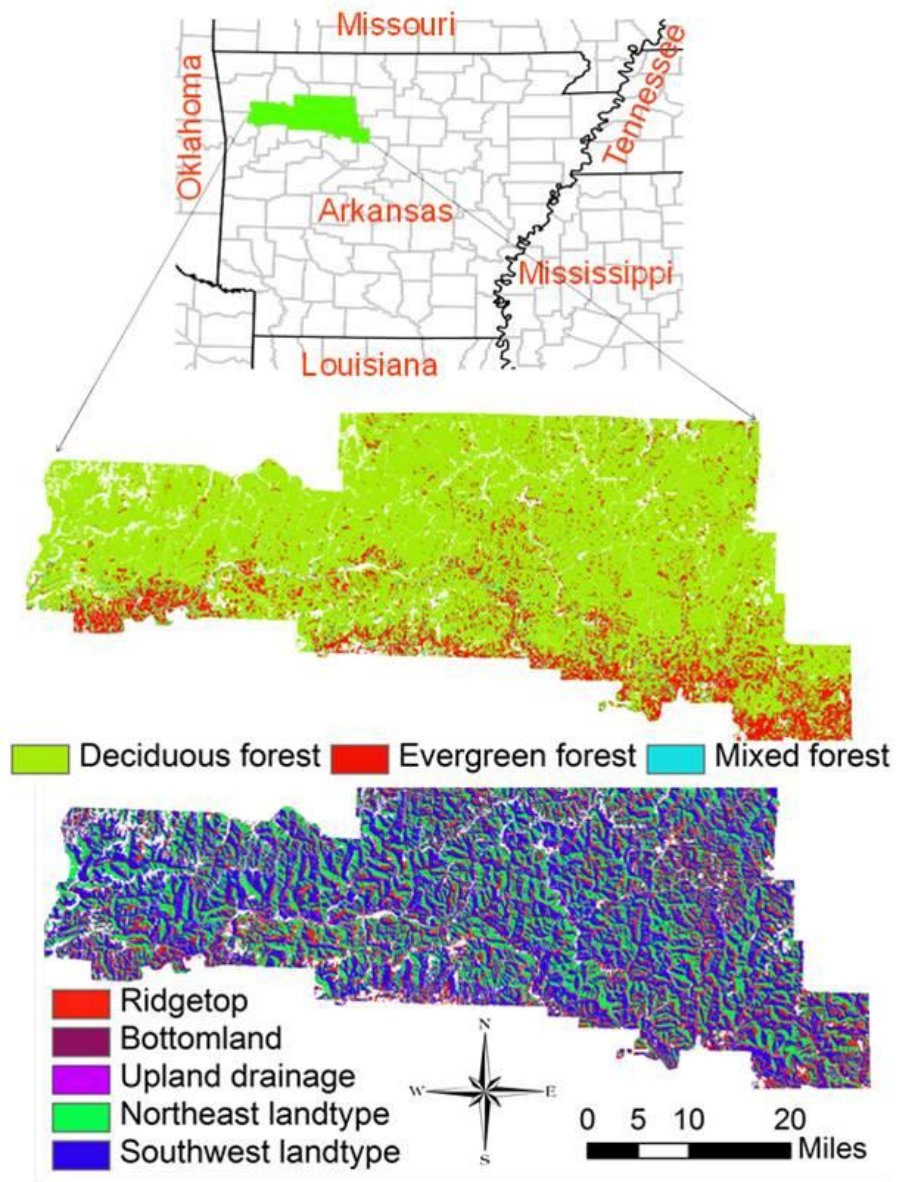 Missouri
Oklahoma
Tennessee
Arkansas
Mississippi
Louisiana
Deciduous forest Evergreen forest Mixed forest
Ridgetop
Bottomland
Upland drainage
Northeast landtype
Southwest landtype
N
W E
S
0 5 10 20
Miles